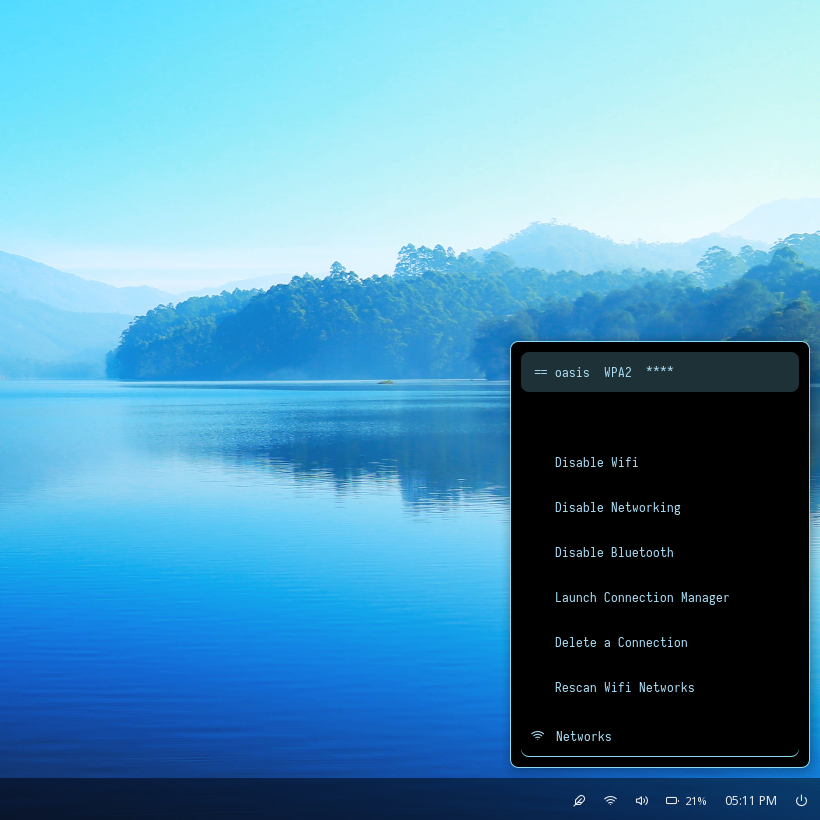 == oasis  WPA2  ****
Disable Wifi
Disable Networking
Disable Bluetooth
Launch Connection Manager
Delete a Connection
Rescan Wifi Networks
Networks
21% 05:11 PM